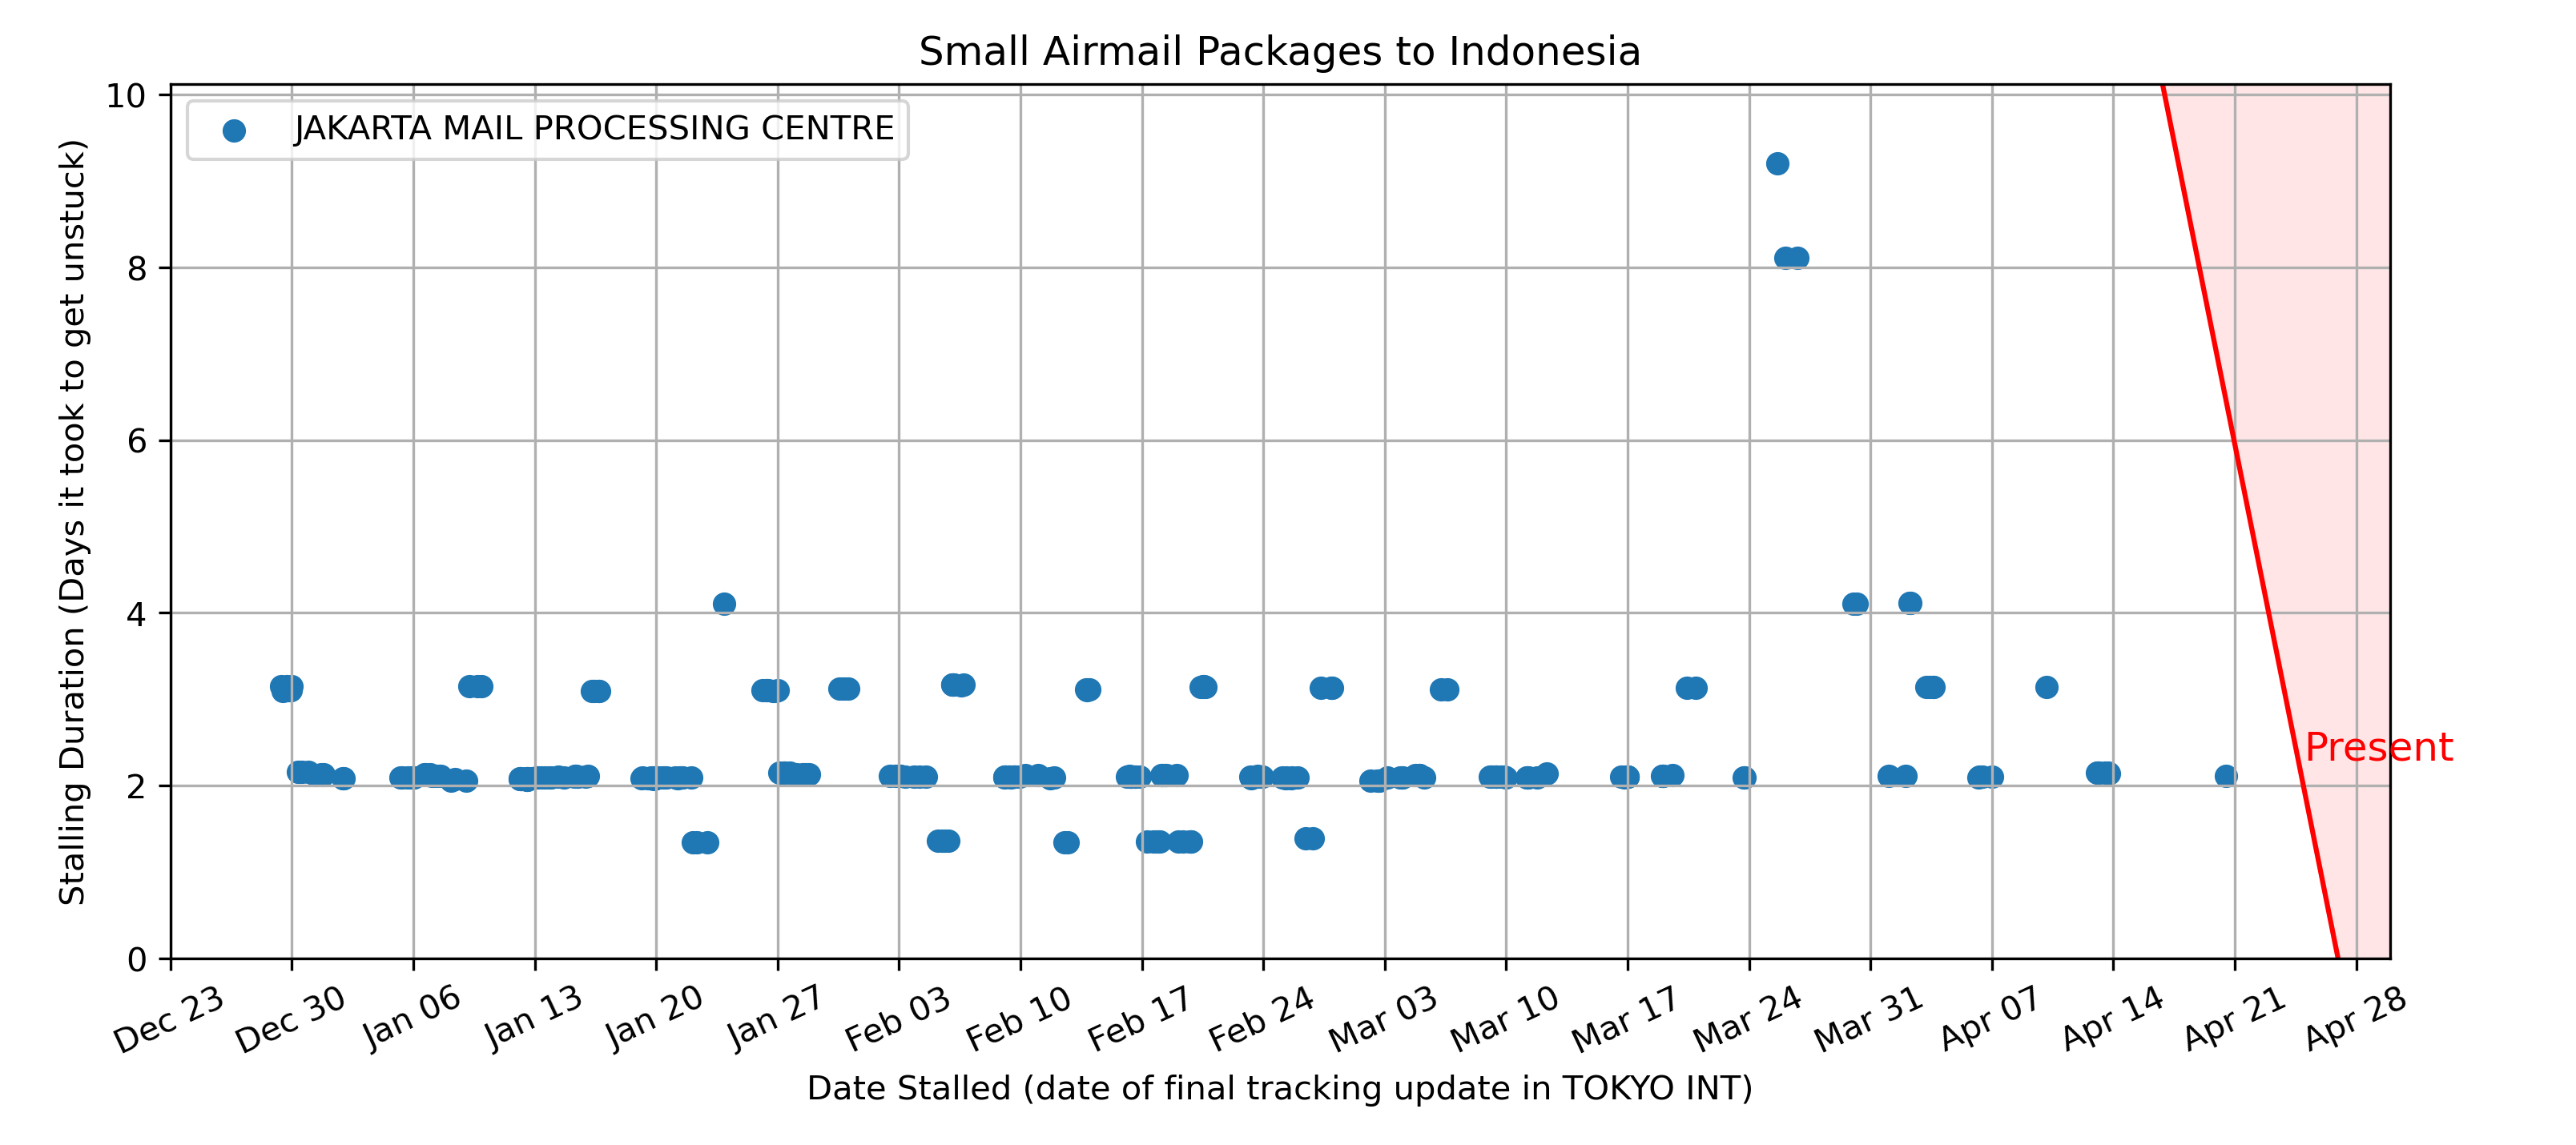 Small Airmail Packages to Indonesia
JAKARTA MAIL PROCESSING CENTRE
Stalling Duration (Days it took to get unstuck)
10
8
6
4
2
0
Present
Dec 23
Dec 30
Jan 06
Jan 13
Jan 20
Jan 27
Feb 03
Feb 10
Feb 17
Feb 24
Mar 03
Mar 10
Mar 17
Mar 24
Mar 31
Apr 07
Apr 14
Apr 21
Apr 28
Date Stalled (date of final tracking update in TOKYO INT)